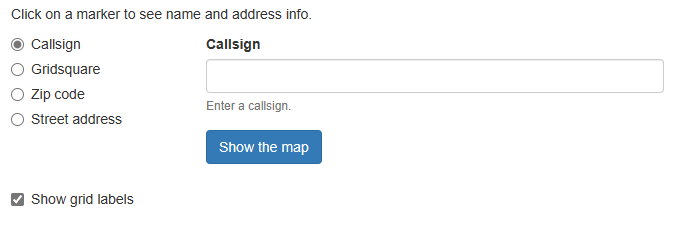 Click on a marker to see name and address info.
Callsign
Gridsquare
Zip code
Street address
Callsign
Enter a callsign.
Show the map
Show grid labels